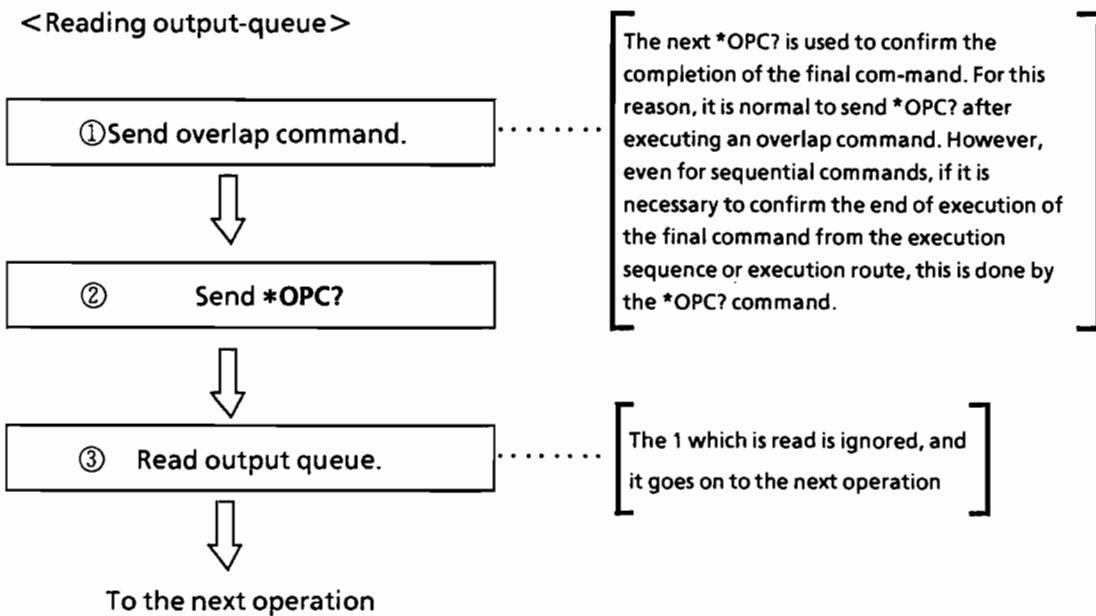 <Reading output-queue>
①Send overlap command.
The next *OPC? is used to confirm the
completion of the final com-mand. For this
reason, it is normal to send *OPC? after
executing an overlap command. However,
even for sequential commands, if it is
necessary to confirm the end of execution of
the final command from the execution
sequence or execution route, this is done by
the *OPC? command.
② Send *OPC?
③ Read output queue.
The 1 which is read is ignored, and
it goes on to the next operation
To the next operation